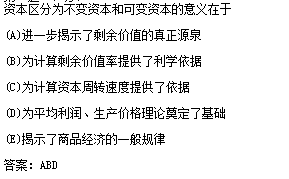 资本区分为不变资本和可变资本的意义在于
(A)进一步揭示了剩余价值的真正源泉
(B)为计算剩余价值率提供了利学依据
(C)为计算资本周转速度提供了依据
(D)为平均利润、生产价格理论奠定了基础
(E)揭示了商品经济的一般规律
答案：ABD